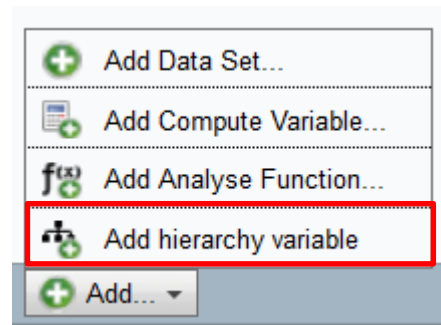 Add Data Set...
Add Compute Variable...
f(x) Add Analyse Function...
Add hierarchy variable
Add...